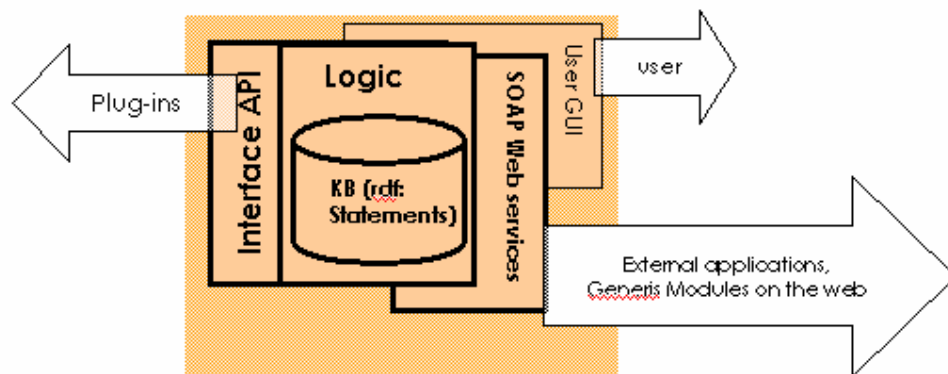 Plug-ins
Interface API
Logic
KB (rdf:
Statements)
SOAP Web services
User GUI
user
External applications,
Generis Modules on the web